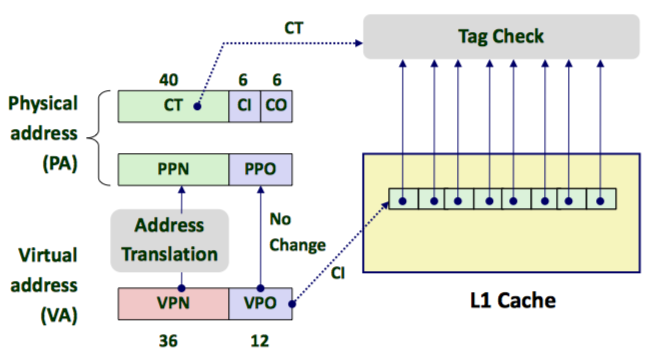 CT
Tag Check
40 6 6
Physical
address
(PA)
CT CI CO
PPN PPO
Address
Translation
No
Change
Virtual
address
(VA)
CI
VPN VPO
L1 Cache
36 12